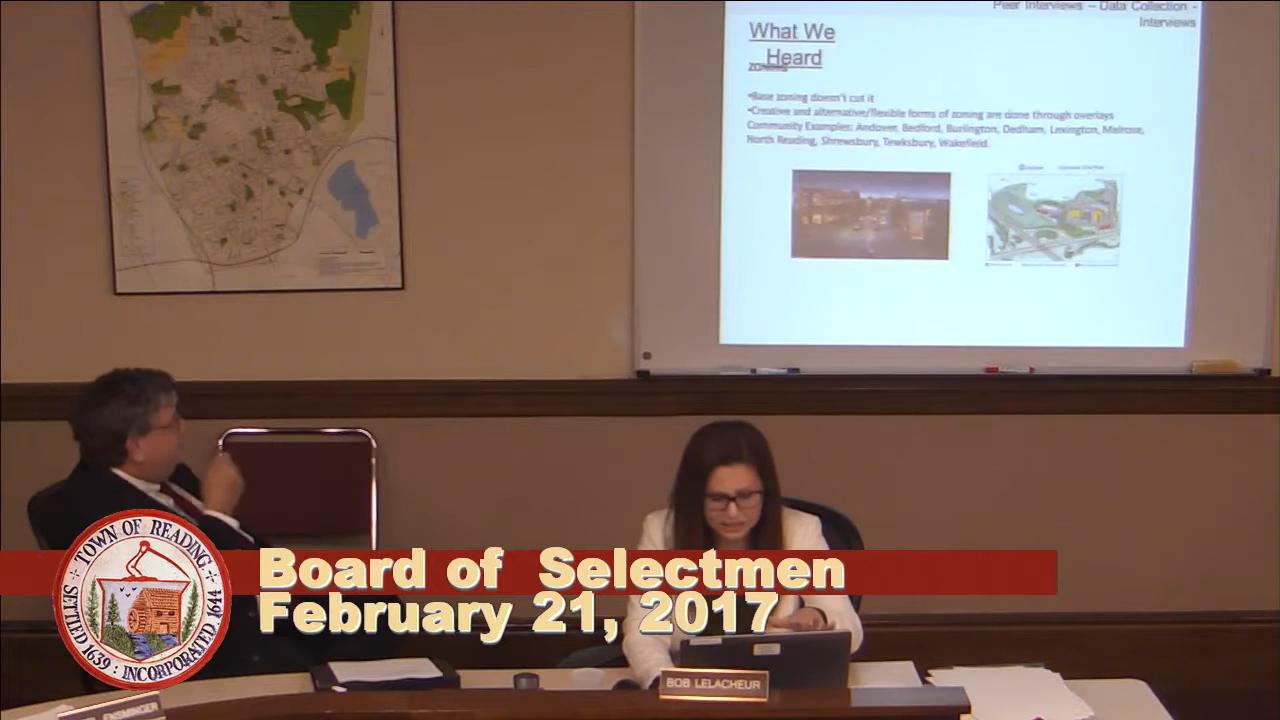 Peer Interviews – Data Collection -
Interviews
What We
Heard
•Base zoning doesn't cut it
•Creative and alternative/flexible forms of zoning are done through overlays
Community Examples: Andover, Bedford, Burlington, Dedham, Lexington, Melrose,
North Reading, Shrewsbury, Tewksbury, Wakefield.
TOWN OF READING
SETTLED 1639 : INCORPORATED 1644
Board of Selectmen
February 21, 2017
BOB LELACHEUR
ENSMINGER